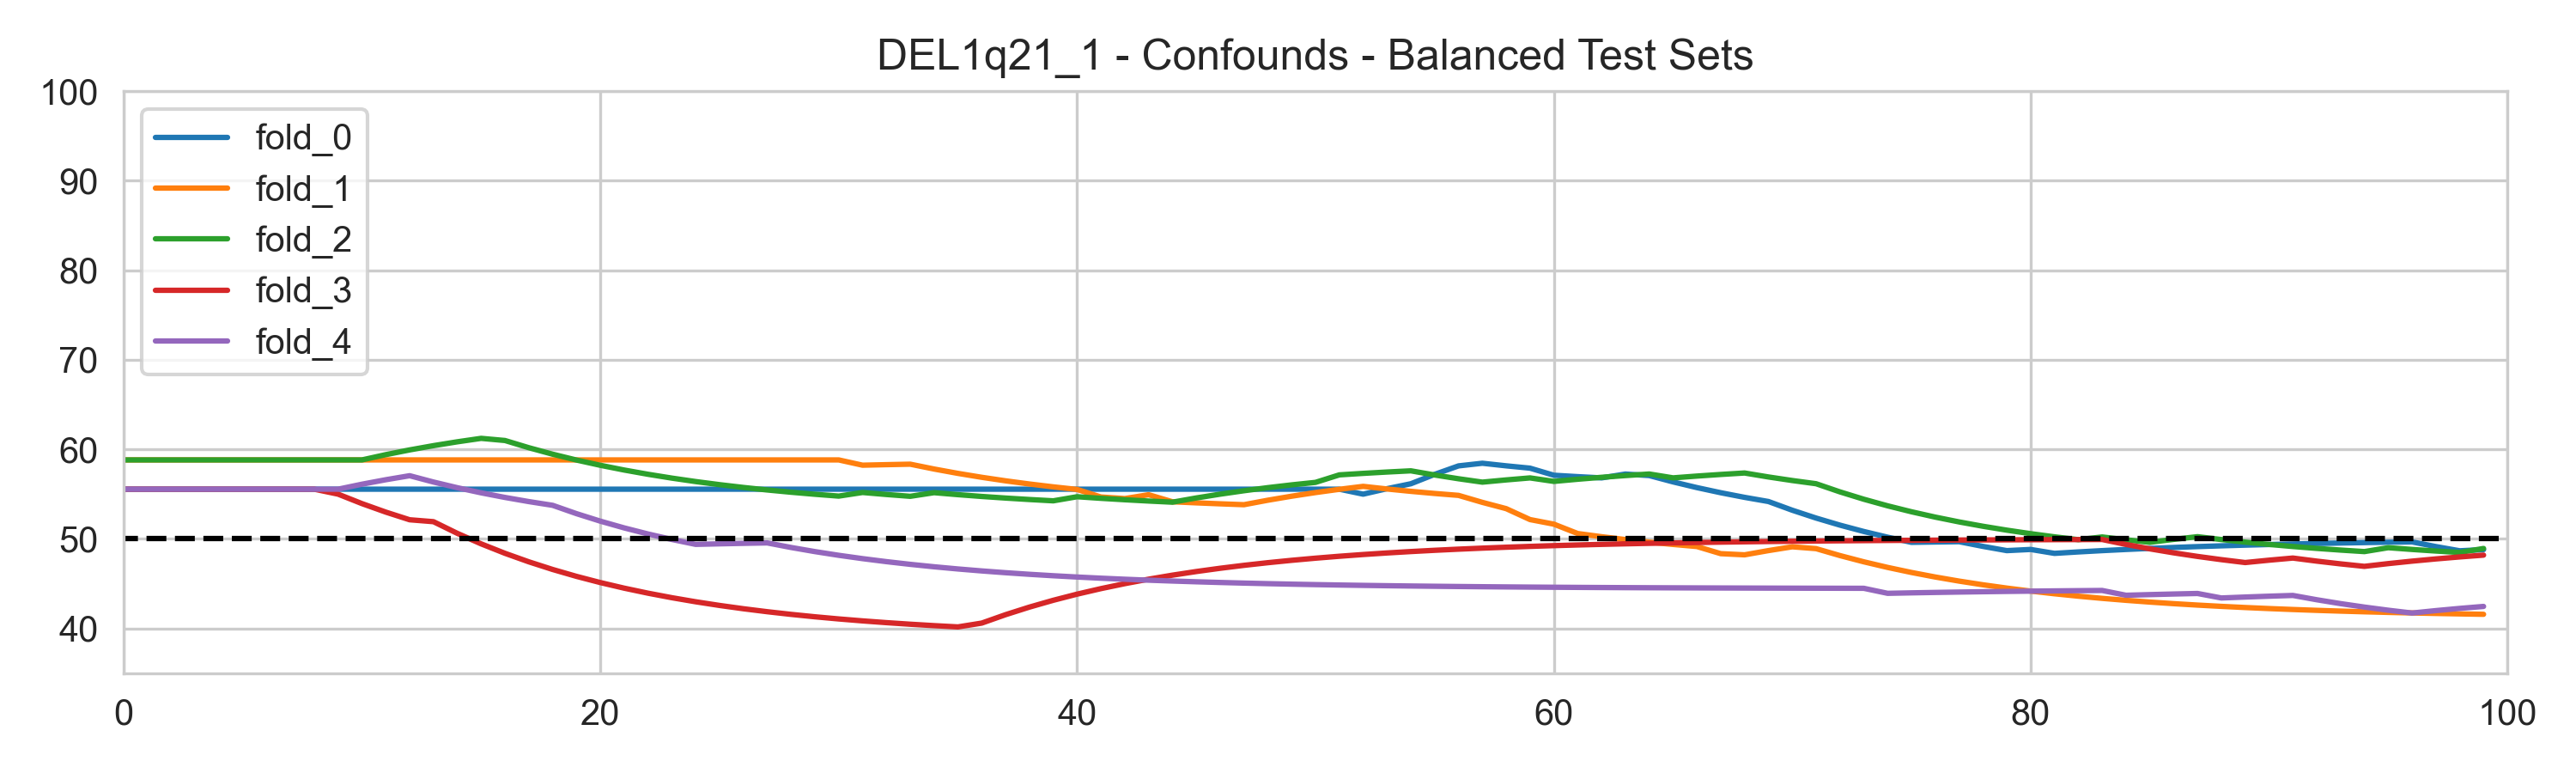 DEL1q21_1 - Confounds - Balanced Test Sets
100
90
80
70
60
50
40
fold_0
fold_1
fold_2
fold_3
fold_4
0 20 40 60 80 100